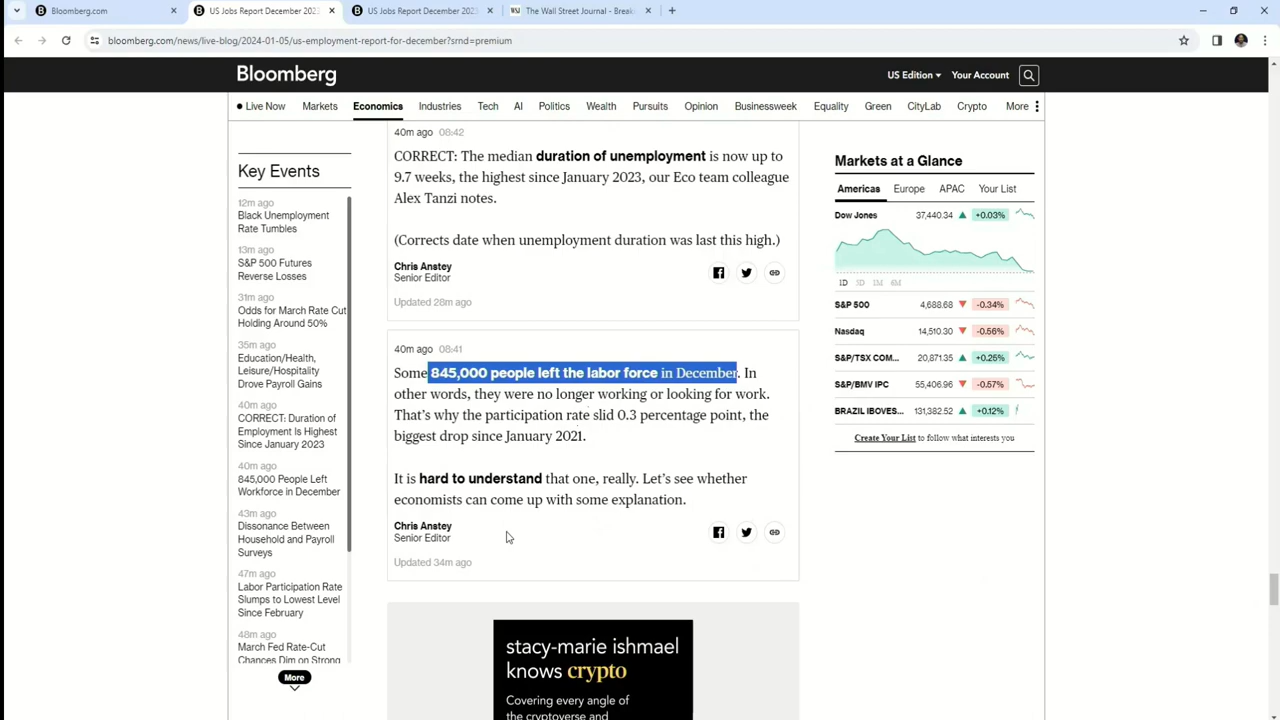 Bloomberg.com
US Jobs Report December 202
US Jobs Report December 202
The Wall Street Journal - Break
bloomberg.com/news/live-blog/2024-01-05/us-employment-report-for-december?srnd=premium
Bloomberg
US Edition
Your Account
Live Now
Markets
Economics
Industries
Tech
AI
Politics
Wealth
Pursuits
Opinion
Businessweek
Equality
Green
CityLab
Crypto
More
Key Events
12m ago
Black Unemployment
Rate Tumbles
13m ago
S&P 500 Futures
Reverse Losses
31m ago
Odds for March Rate Cut
Holding Around 50%
35m ago
Education/Health,
Leisure/Hospitality
Drove Payroll Gains
40m ago
CORRECT: Duration of
Employment Is Highest
Since January 2023
40m ago
845,000 People Left
Workforce in December
43m ago
Dissonance Between
Household and Payroll
Surveys
47m ago
Labor Participation Rate
Slumps to Lowest Level
Since February
48m ago
March Fed Rate-Cut
Chances Dim on Strong
More
40m ago 08:42
CORRECT: The median duration of unemployment is now up to
9.7 weeks, the highest since January 2023, our Eco team colleague
Alex Tanzi notes.
(Corrects date when unemployment duration was last this high.)
Chris Anstey
Senior Editor
Updated 28m ago
40m ago 08:41
Some 845,000 people left the labor force in December. In
other words, they were no longer working or looking for work.
That's why the participation rate slid 0.3 percentage point, the
biggest drop since January 2021.
It is hard to understand that one, really. Let's see whether
economists can come up with some explanation.
Chris Anstey
Senior Editor
Updated 34m ago
stacy-marie ishmael
knows crypto
Covering every angle of
the cryptoverse and
Markets at a Glance
Americas Europe APAC Your List
Dow Jones 37,440.34 +0.03%
1D 5D 1M 6M
S&P 500 4,688.68 -0.34%
Nasdaq 14,510.30 -0.56%
S&P/TSX COM... 20,871.35 +0.25%
S&P/BMV IPC 55,406.96 -0.57%
BRAZIL IBOVES... 131,382.52 +0.12%
Create Your List to follow what interests you